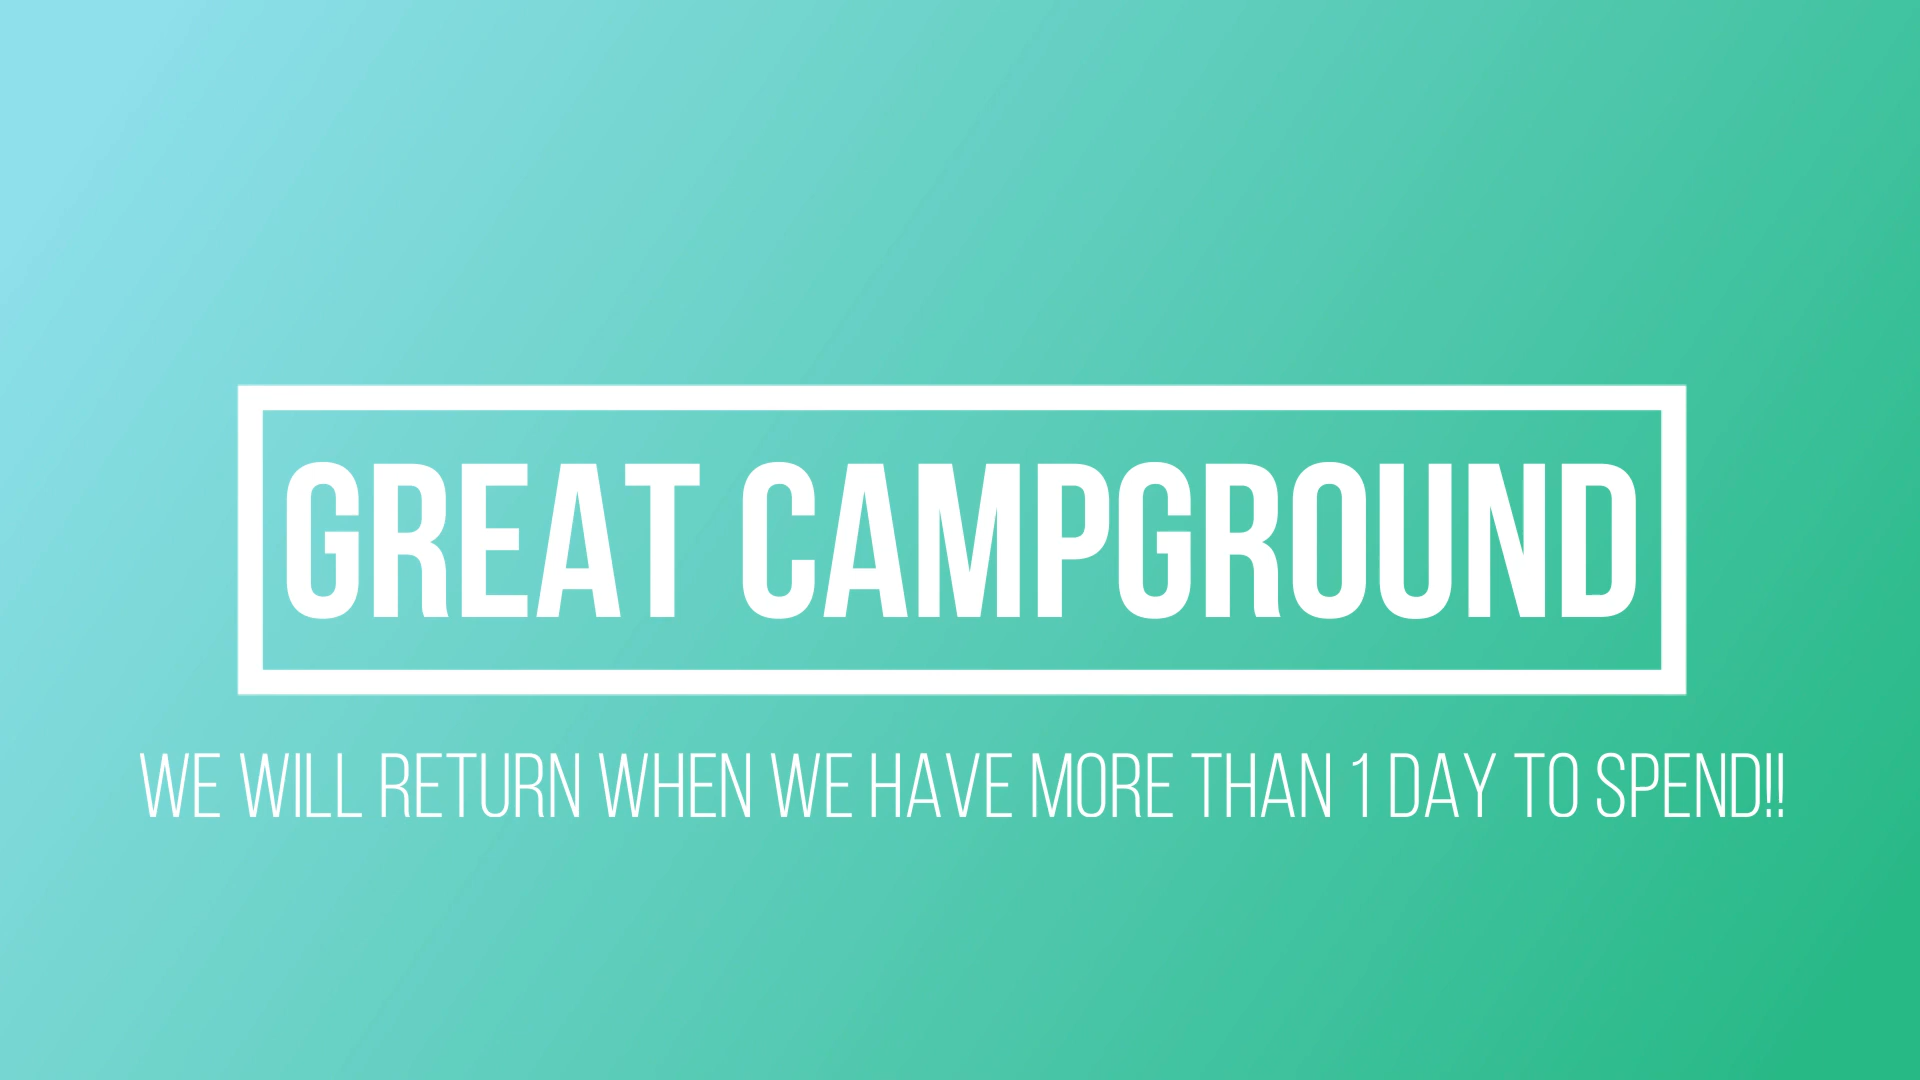 GREAT CAMPGROUND
WE WILL RETURN WHEN WE HAVE MORE THAN 1 DAY TO SPEND!!